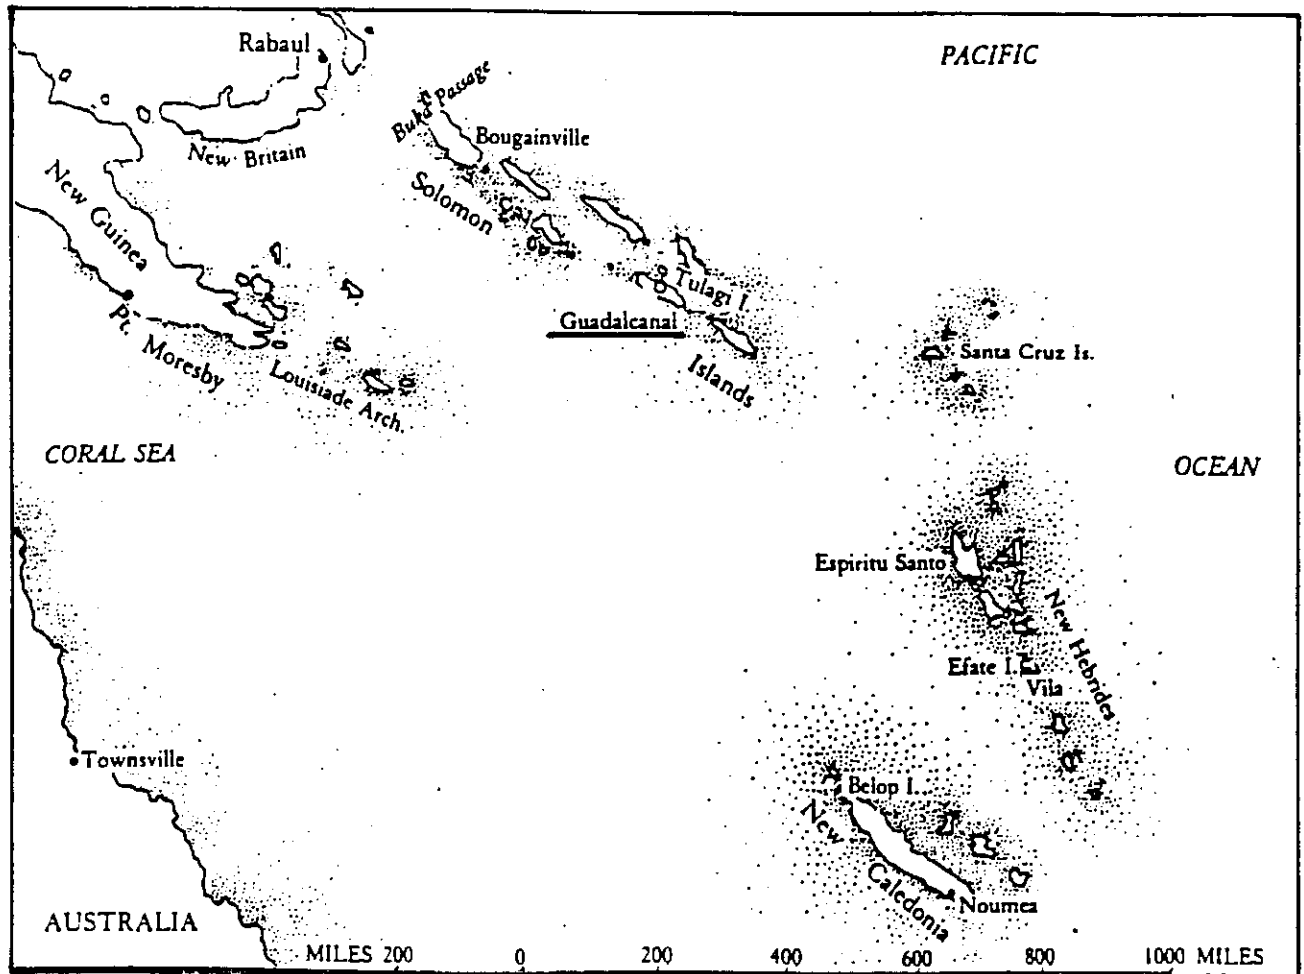 Rabaul
PACIFIC
Buka Passage
Bougainville
New Britain
New Guinea
Solomon
Tulagi I.
Pt. Moresby
Guadalcanal
Santa Cruz Is.
Islands
Louisiade Arch.
CORAL SEA
OCEAN
Espiritu Santo
New Hebrides
Efate I.
Vila
Townsville
Belop I.
New Caledonia
Noumea
AUSTRALIA
MILES 200 0 200 400 600 800 1000 MILES